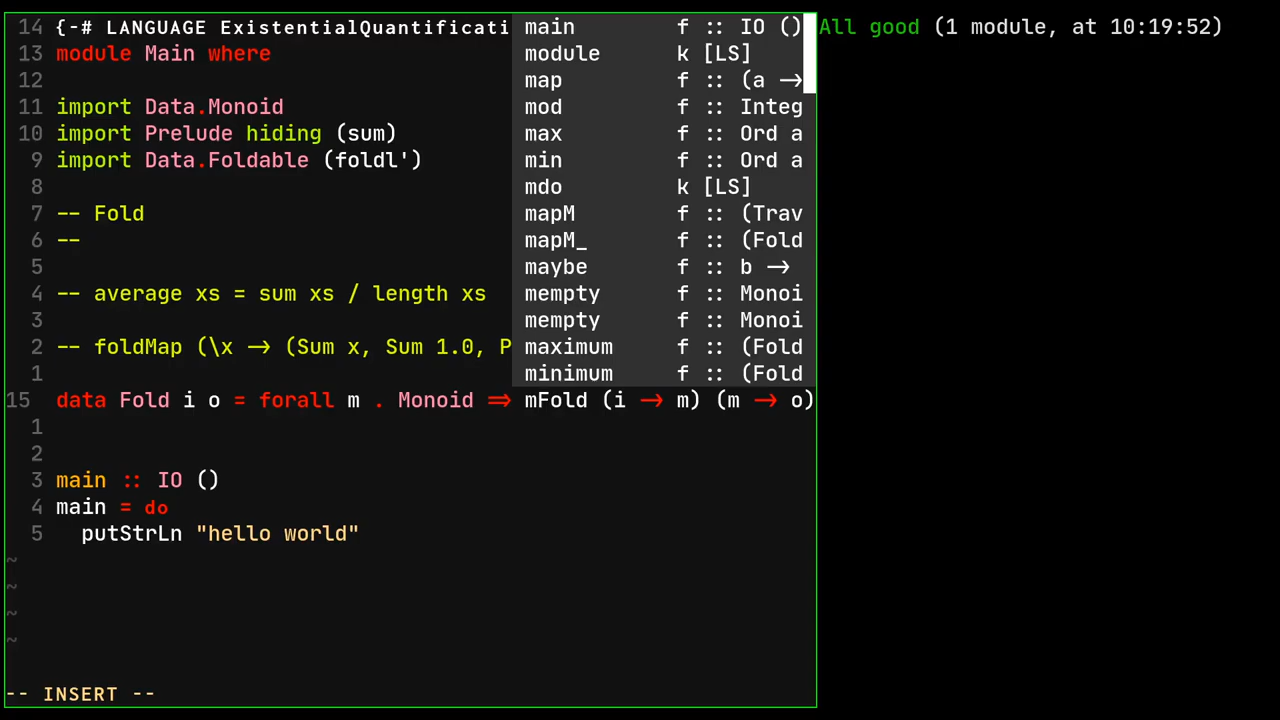 14 {-# LANGUAGE ExistentialQuantificati
13 module Main where
12
11 import Data.Monoid
10 import Prelude hiding (sum)
9 import Data.Foldable (foldl')
8
7 -- Fold
6 --
5
4 -- average xs = sum xs / length xs
3
2 -- foldMap (\x -> (Sum x, Sum 1.0, P
1
15 data Fold i o = forall m . Monoid => mFold (i -> m) (m -> o)
1
2
3 main :: IO ()
4 main = do
5 putStrLn "hello world"
~
~
~
~
-- INSERT --
main f :: IO ()
module k [LS]
map f :: (a ->
mod f :: Integ
max f :: Ord a
min f :: Ord a
mdo k [LS]
mapM f :: (Trav
mapM_ f :: (Fold
maybe f :: b ->
mempty f :: Monoi
mempty f :: Monoi
maximum f :: (Fold
minimum f :: (Fold
All good (1 module, at 10:19:52)